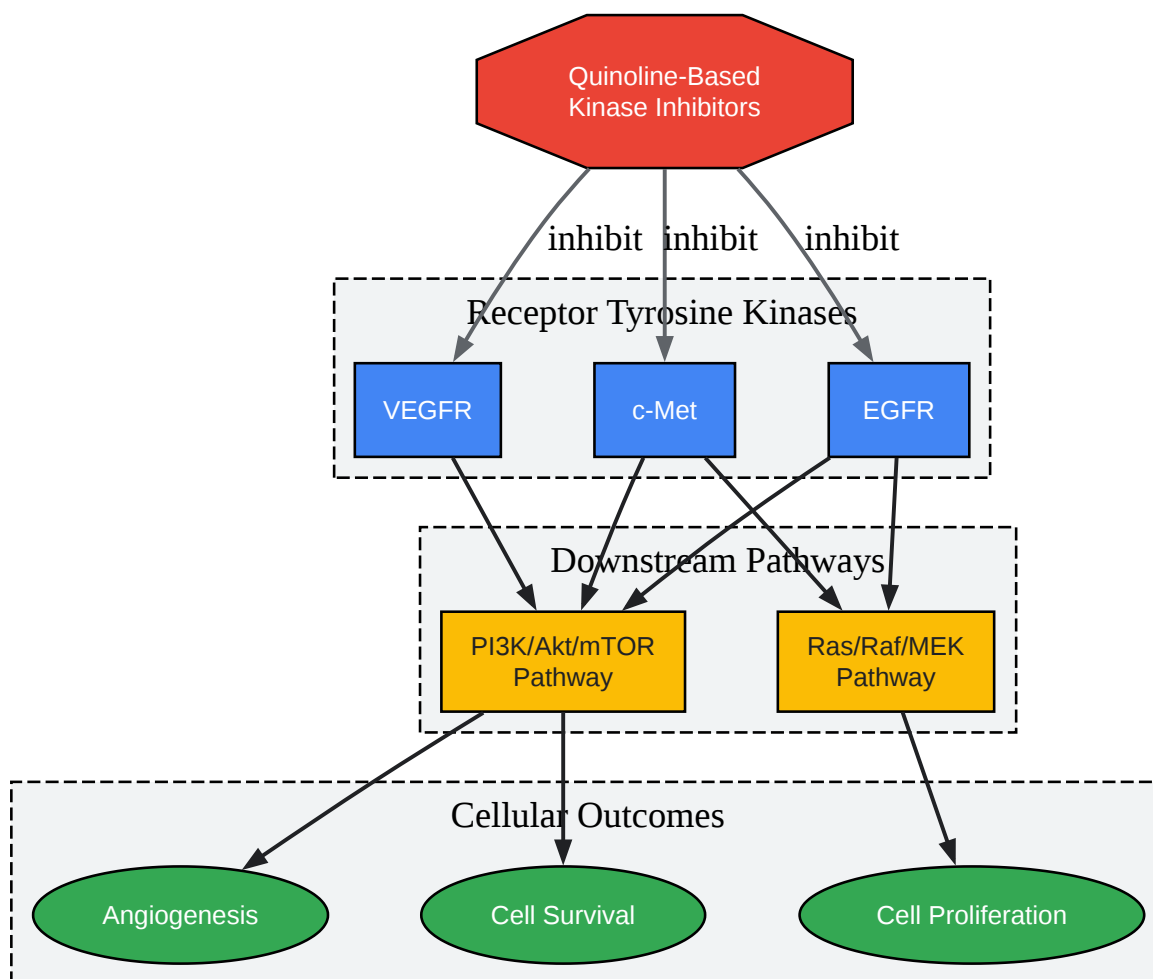 Quinoline-Based
Kinase Inhibitors
inhibit
inhibit
inhibit
Receptor Tyrosine Kinases
VEGFR
c-Met
EGFR
Downstream Pathways
PI3K/Akt/mTOR
Pathway
Ras/Raf/MEK
Pathway
Cellular Outcomes
Angiogenesis
Cell Survival
Cell Proliferation